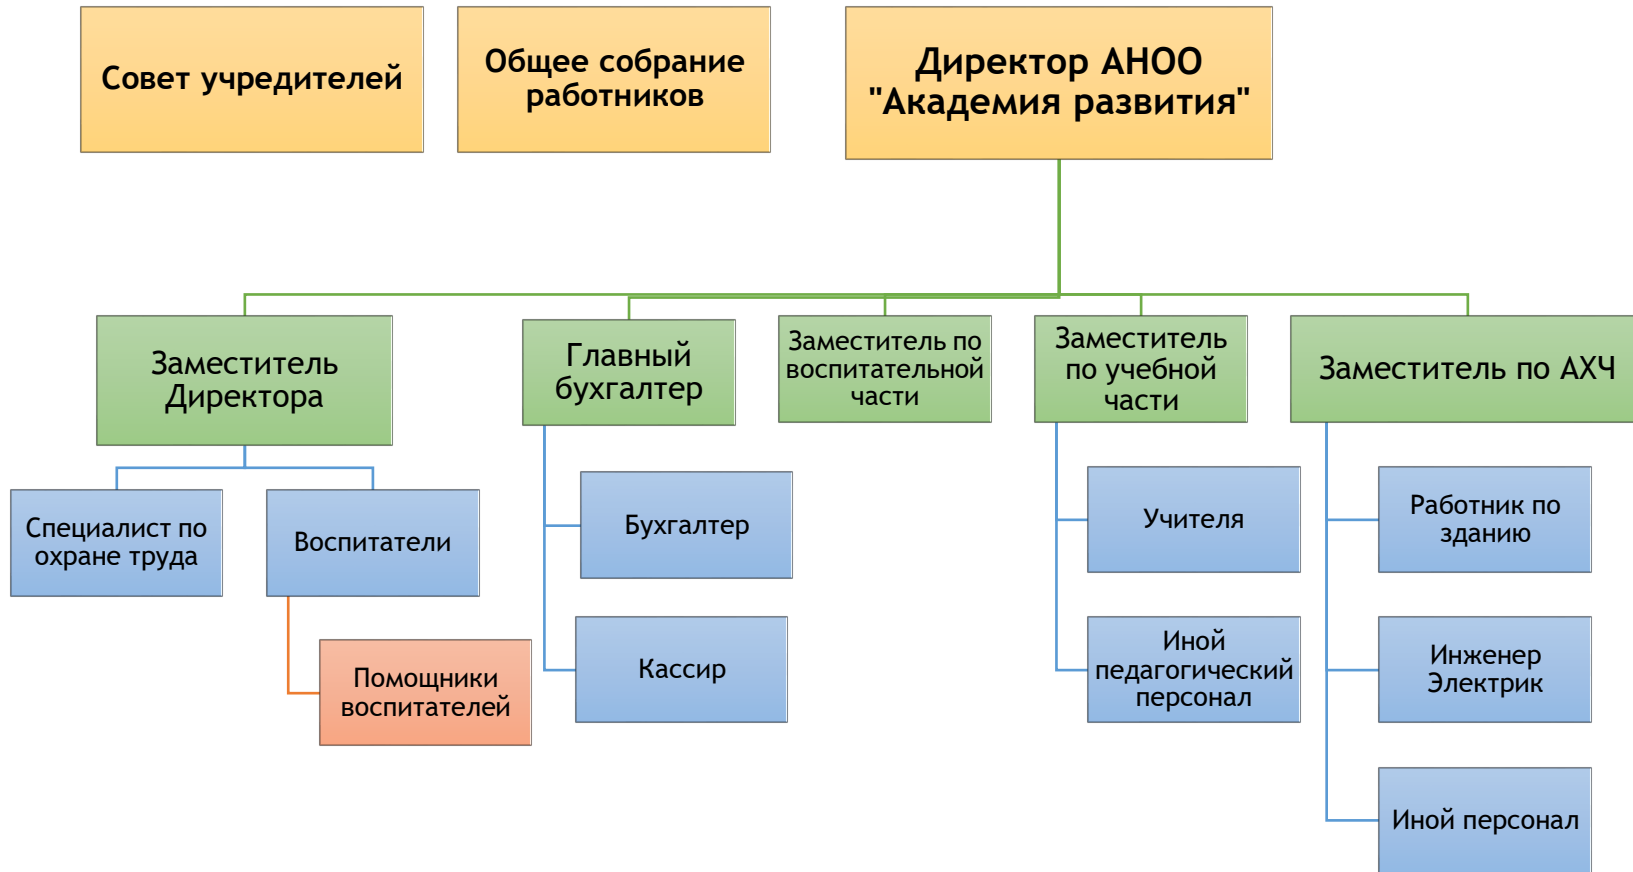 Совет учредителей
Общее собрание
работников
Директор АНОО
"Академия развития"
Заместитель
Директора
Главный
бухгалтер
Заместитель по
воспитательной
части
Заместитель
по учебной
части
Заместитель по АХЧ
Специалист по
охране труда
Воспитатели
Помощники
воспитателей
Бухгалтер
Кассир
Учителя
Иной
педагогический
персонал
Работник по
зданию
Инженер
Электрик
Иной персонал